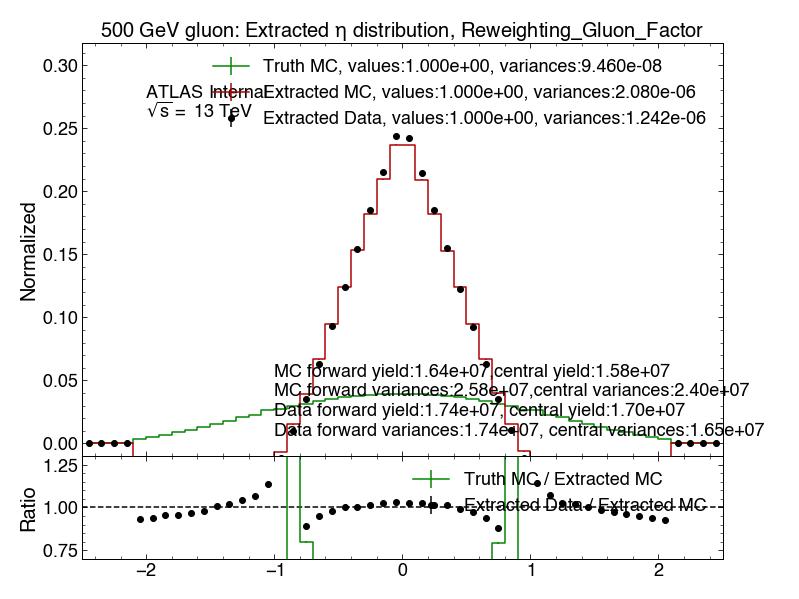 500 GeV gluon: Extracted η distribution, Reweighting_Gluon_Factor
Truth MC, values:1.000e+00, variances:9.460e-08
ATLAS Internal
Extracted MC, values:1.000e+00, variances:2.080e-06
√s = 13 TeV
Extracted Data, values:1.000e+00, variances:1.242e-06
Normalized
0.30
0.25
0.20
0.15
0.10
0.05
0.00
MC forward yield:1.64e+07,central yield:1.58e+07
MC forward variances:2.58e+07,central variances:2.40e+07
Data forward yield:1.74e+07, central yield:1.70e+07
Data forward variances:1.74e+07, central variances:1.65e+07
Ratio
1.25
1.00
0.75
Truth MC / Extracted MC
Extracted Data / Extracted MC
−2 −1 0 1 2